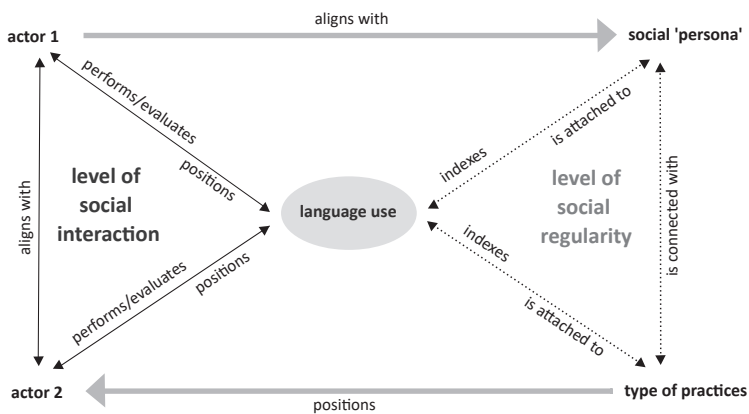 aligns with
actor 1
social 'persona'
performs/evaluates
positions
indexes
is attached to
aligns with
level of
social
interaction
language use
level of
social
regularity
is connected with
performs/evaluates
positions
indexes
is attached to
actor 2
type of practices
positions